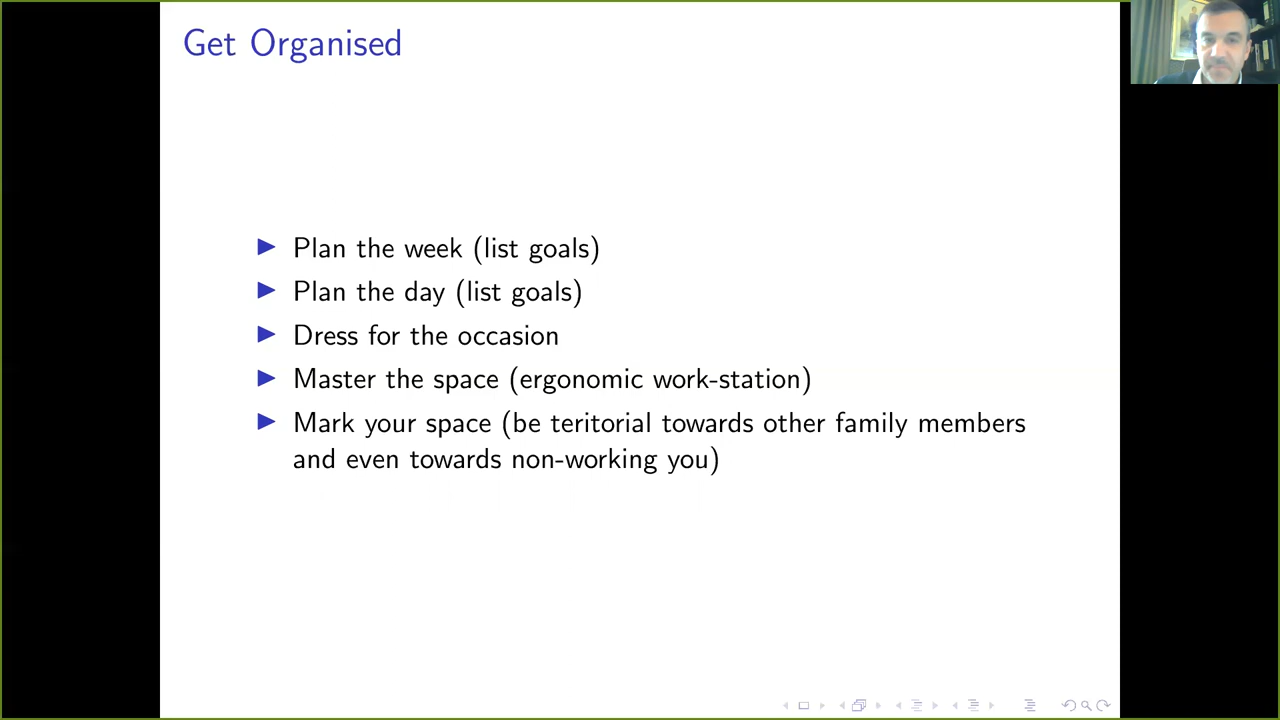 Get Organised
Plan the week (list goals)
Plan the day (list goals)
Dress for the occasion
Master the space (ergonomic work-station)
Mark your space (be teritorial towards other family members
and even towards non-working you)